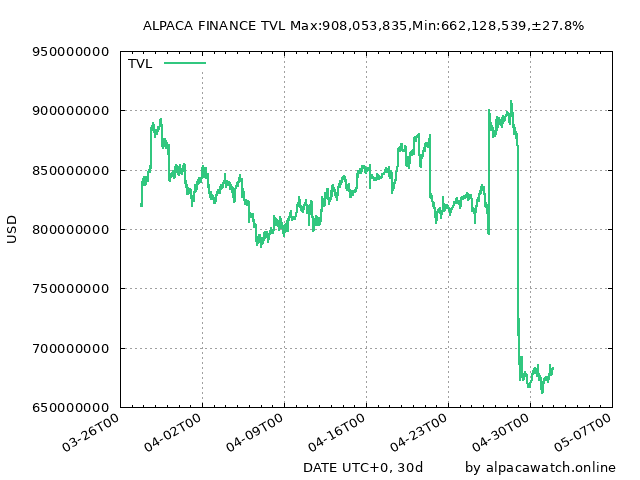 ALPACA FINANCE TVL Max:908,053,835,Min:662,128,539,±27.8%
950000000
TVL
900000000
850000000
800000000
USD
750000000
700000000
650000000
03-26T00 04-02T00 04-09T00 04-16T00 04-23T00 04-30T00 05-07T00
DATE UTC+0, 30d by alpacawatch.online